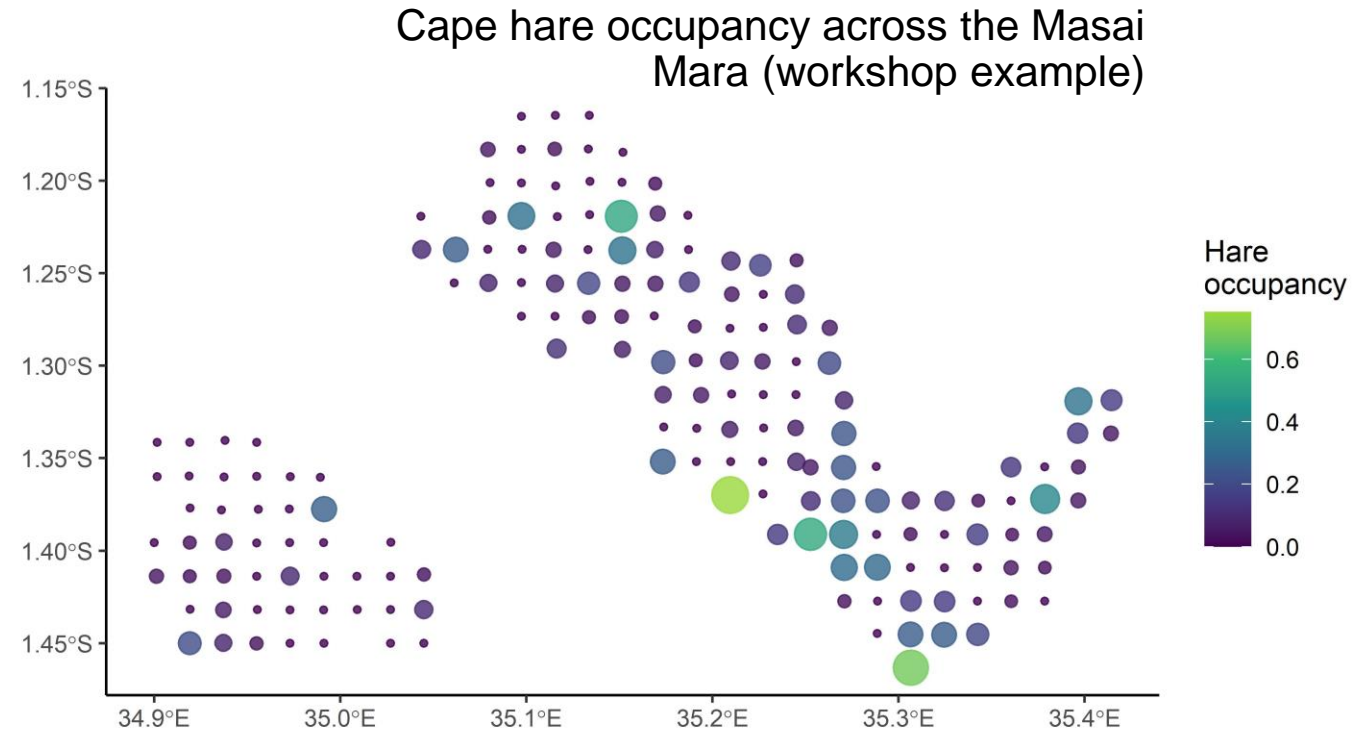 Cape hare occupancy across the Masai
Mara (workshop example)
1.15°S
1.20°S
1.25°S
1.30°S
1.35°S
1.40°S
1.45°S
34.9°E
35.0°E
35.1°E
35.2°E
35.3°E
35.4°E
Hare
occupancy
0.6
0.4
0.2
0.0